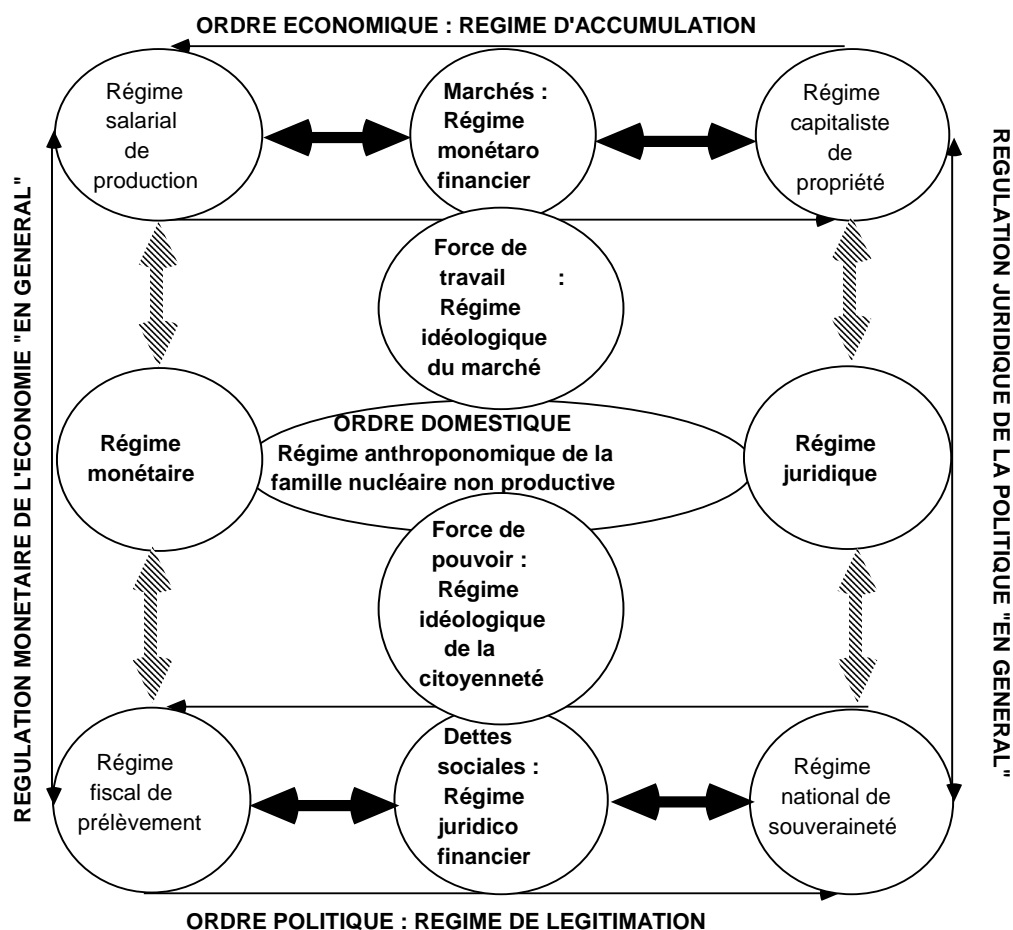 ORDRE ECONOMIQUE : REGIME D'ACCUMULATION
Régime
salarial
de
production
Marchés :
Régime
monétaro
financier
Régime
capitaliste
de
propriété
REGULATION MONETAIRE DE L'ECONOMIE "EN GENERAL"
REGULATION JURIDIQUE DE LA POLITIQUE "EN GENERAL"
Force de
travail :
Régime
idéologique
du marché
Régime
monétaire
ORDRE DOMESTIQUE
Régime anthroponomique de la
famille nucléaire non productive
Régime
juridique
Force de
pouvoir :
Régime
idéologique
de la
citoyenneté
Régime
fiscal de
prélèvement
Dettes
sociales :
Régime
juridico
financier
Régime
national de
souveraineté
ORDRE POLITIQUE : REGIME DE LEGITIMATION